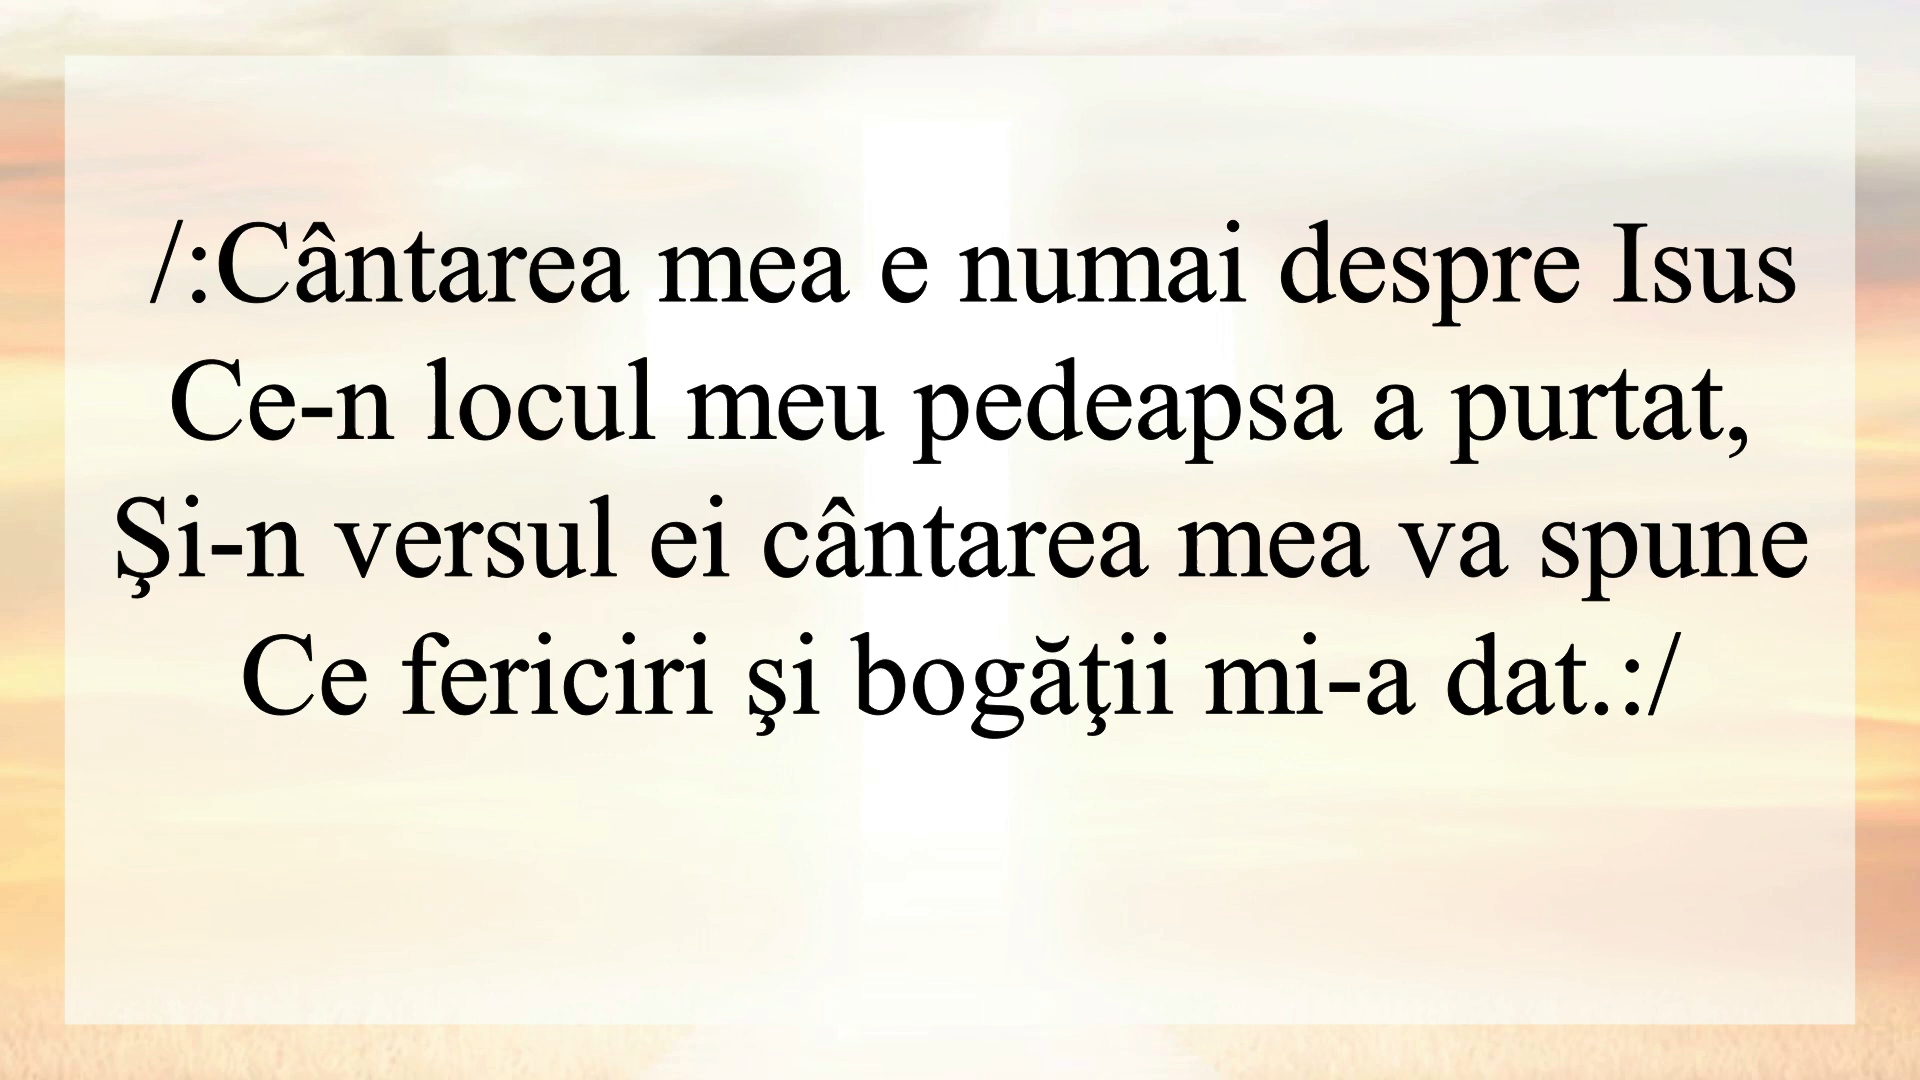 /:Cântarea mea e numai despre Isus
Ce-n locul meu pedeapsa a purtat,
Şi-n versul ei cântarea mea va spune
Ce fericiri şi bogăţii mi-a dat.:/